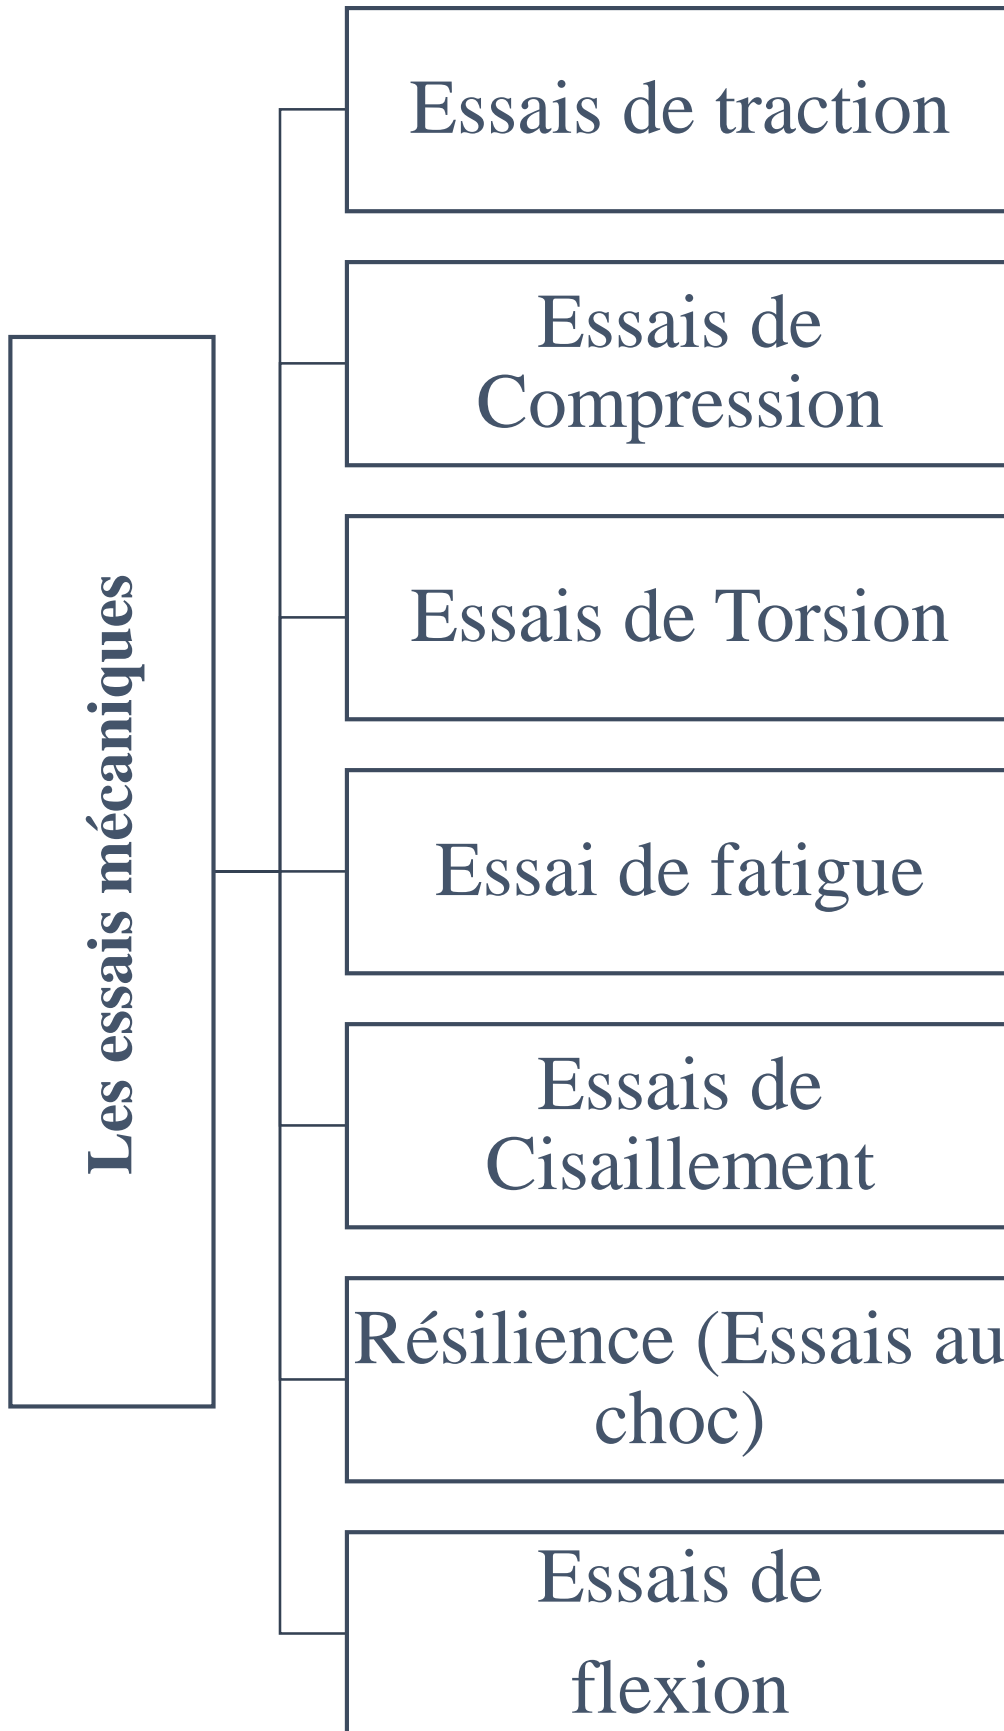 Les essais mécaniques
Essais de traction
Essais de
Compression
Essais de Torsion
Essai de fatigue
Essais de
Cisaillement
Résilience (Essais au
choc)
Essais de
flexion